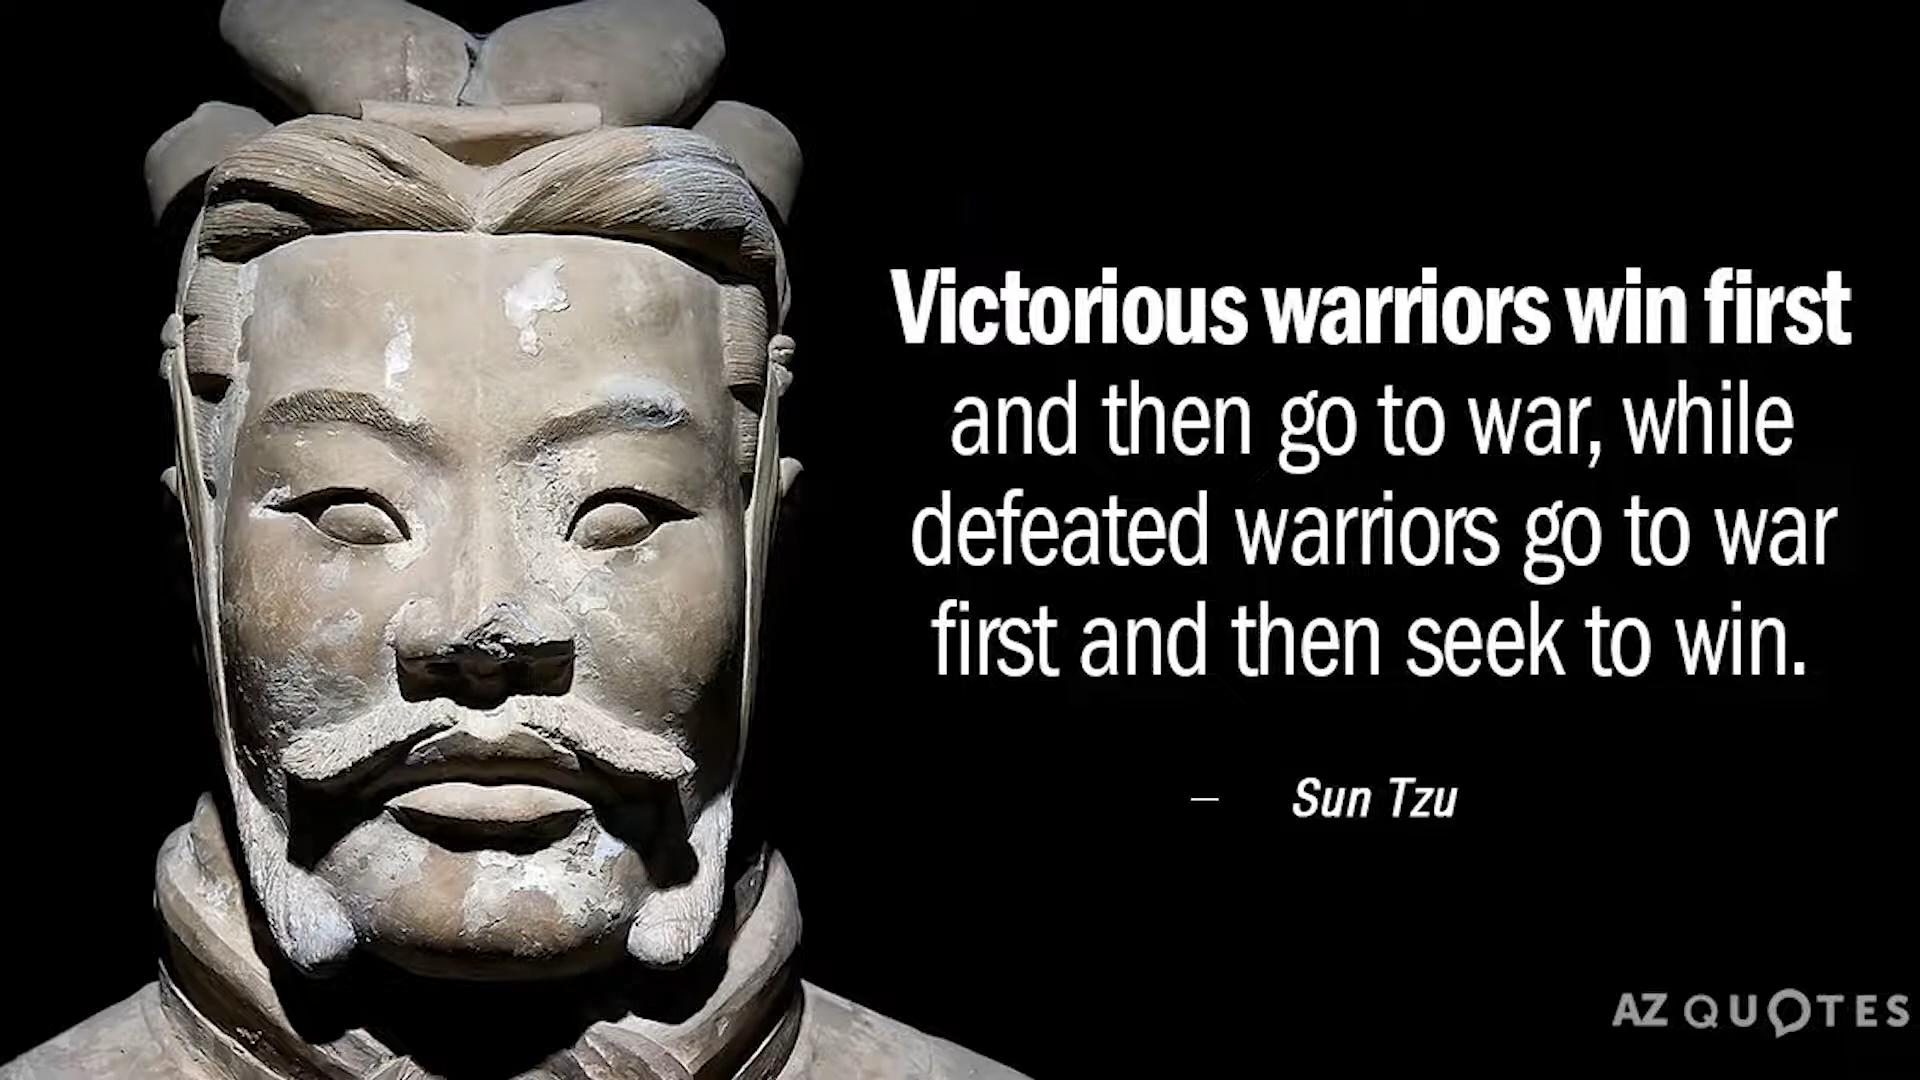 Victorious warriors win first
and then go to war, while
defeated warriors go to war
first and then seek to win.
— Sun Tzu
AZ QUOTES